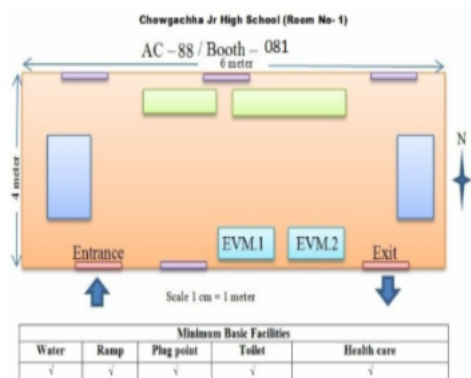 Chowgachha Jr High School (Room No- 1)
AC – 88 / Booth – 081
6 meter
4 meter
N
EVM.1 EVM.2
Entrance Exit
Scale 1 cm = 1 meter
Minimum Basic Facilities
Water Ramp Plug point Toilet Health care
√ √ √ √ √